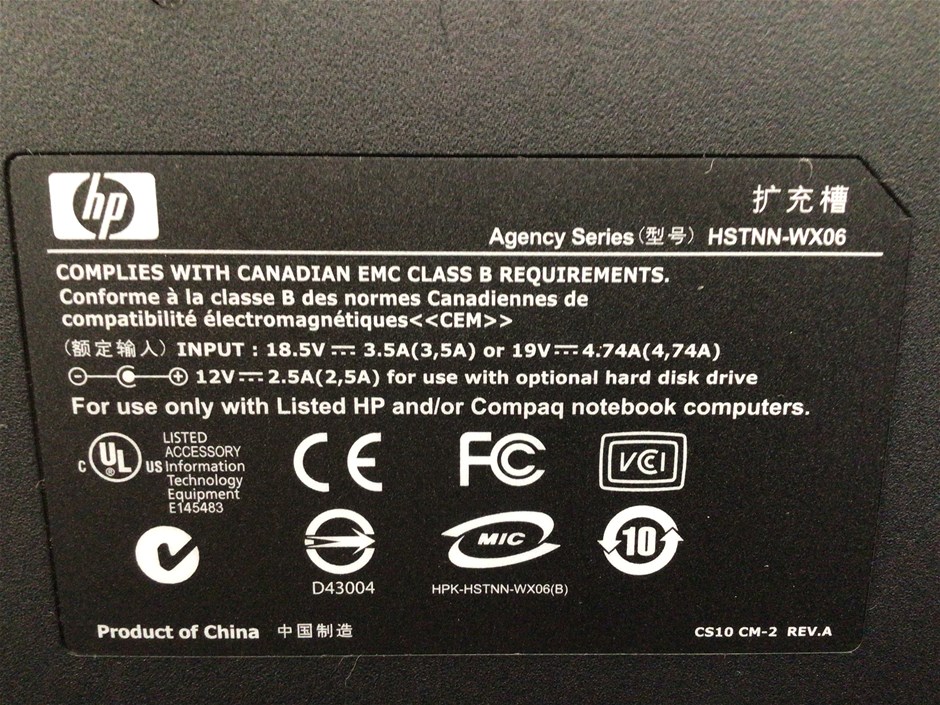 hp
扩充槽
Agency Series (型号) HSTNN-WX06
COMPLIES WITH CANADIAN EMC CLASS B REQUIREMENTS.
Conforme à la classe B des normes Canadiennes de
compatibilité électromagnétiques<<CEM>>
(额定输入) INPUT : 18.5V⎓ 3.5A(3,5A) or 19V⎓4.74A(4,74A)
12V⎓2.5A(2,5A) for use with optional hard disk drive
For use only with Listed HP and/or Compaq notebook computers.
C UL ® US
LISTED
ACCESSORY
Information
Technology
Equipment
E145483
CE
FC
VCI
D43004
MIC
HPK-HSTNN-WX06(B)
10
Product of China 中国制造
CS10 CM-2 REV.A